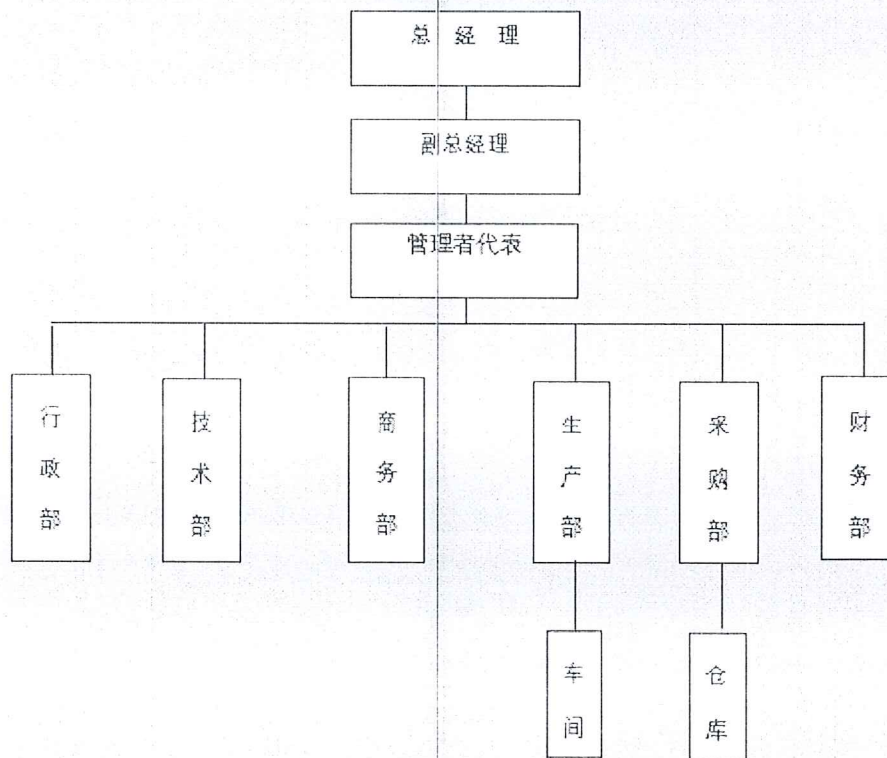 总 经 理
副总经理
管理者代表
行政部
技术部
商务部
生产部
采购部
财务部
车间
仓库